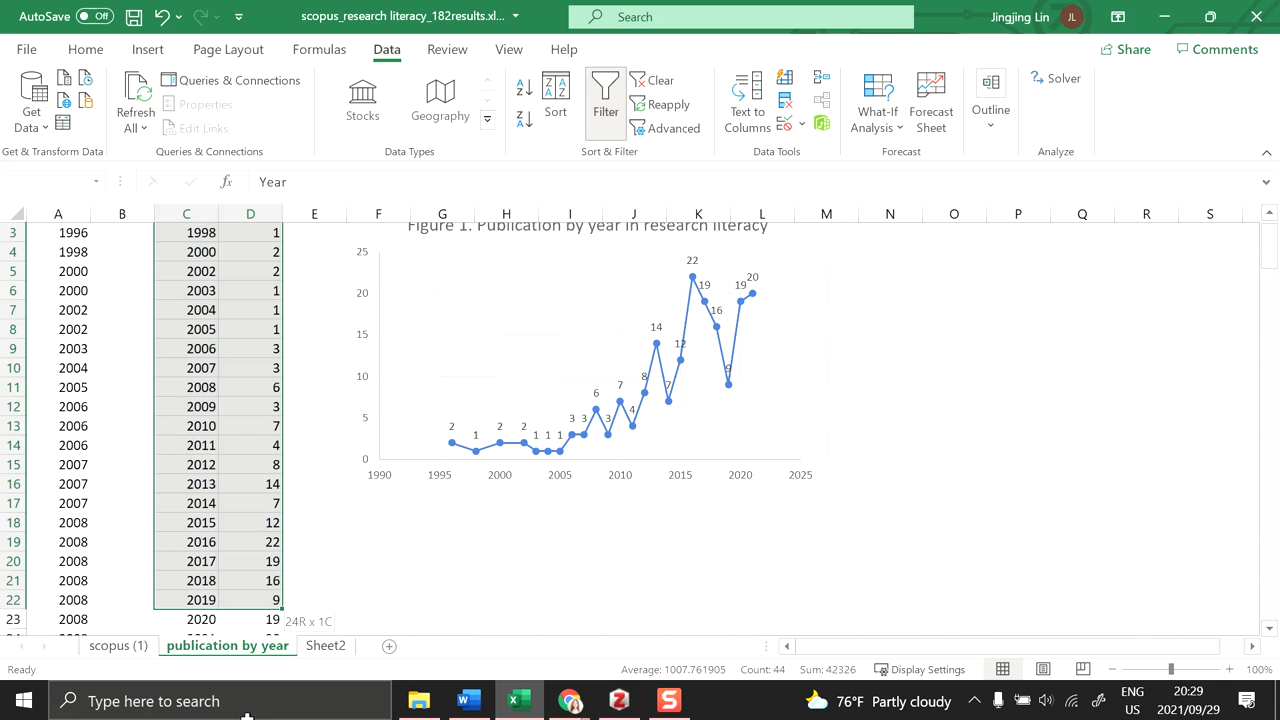 AutoSave Off scopus_research literacy_182results.xl... Search Jingjing Lin JL
File Home Insert Page Layout Formulas Data Review View Help Share Comments
Get Data
Refresh All
Queries & Connections
Properties
Edit Links
Stocks
Geography
Sort
Filter
Clear
Reapply
Advanced
Text to Columns
What-If Analysis
Forecast Sheet
Outline
Solver
Get & Transform Data Queries & Connections Data Types Sort & Filter Data Tools Forecast Analyze
fx Year
A B C D E F G H I J K L M N O P Q R S
3 1996 1998 1
4 1998 2000 2
5 2000 2002 2
6 2000 2003 1
7 2002 2004 1
8 2002 2005 1
9 2003 2006 3
10 2004 2007 3
11 2005 2008 6
12 2006 2009 3
13 2006 2010 7
14 2006 2011 4
15 2007 2012 8
16 2007 2013 14
17 2007 2014 7
18 2008 2015 12
19 2008 2016 22
20 2008 2017 19
21 2008 2018 16
22 2008 2019 9
23 2008 2020 19
24R x 1C
Figure 1. Publication by year in research literacy
25
20
15
10
5
0
2 1 2 2 1 1 1 3 3 6 3 7 4 8 14 7 12 22 19 16 9 19 20
1990 1995 2000 2005 2010 2015 2020 2025
scopus (1) publication by year Sheet2
Ready Average: 1007.761905 Count: 44 Sum: 42326 Display Settings 100%
Type here to search 76°F Partly cloudy ENG US 20:29 2021/09/29